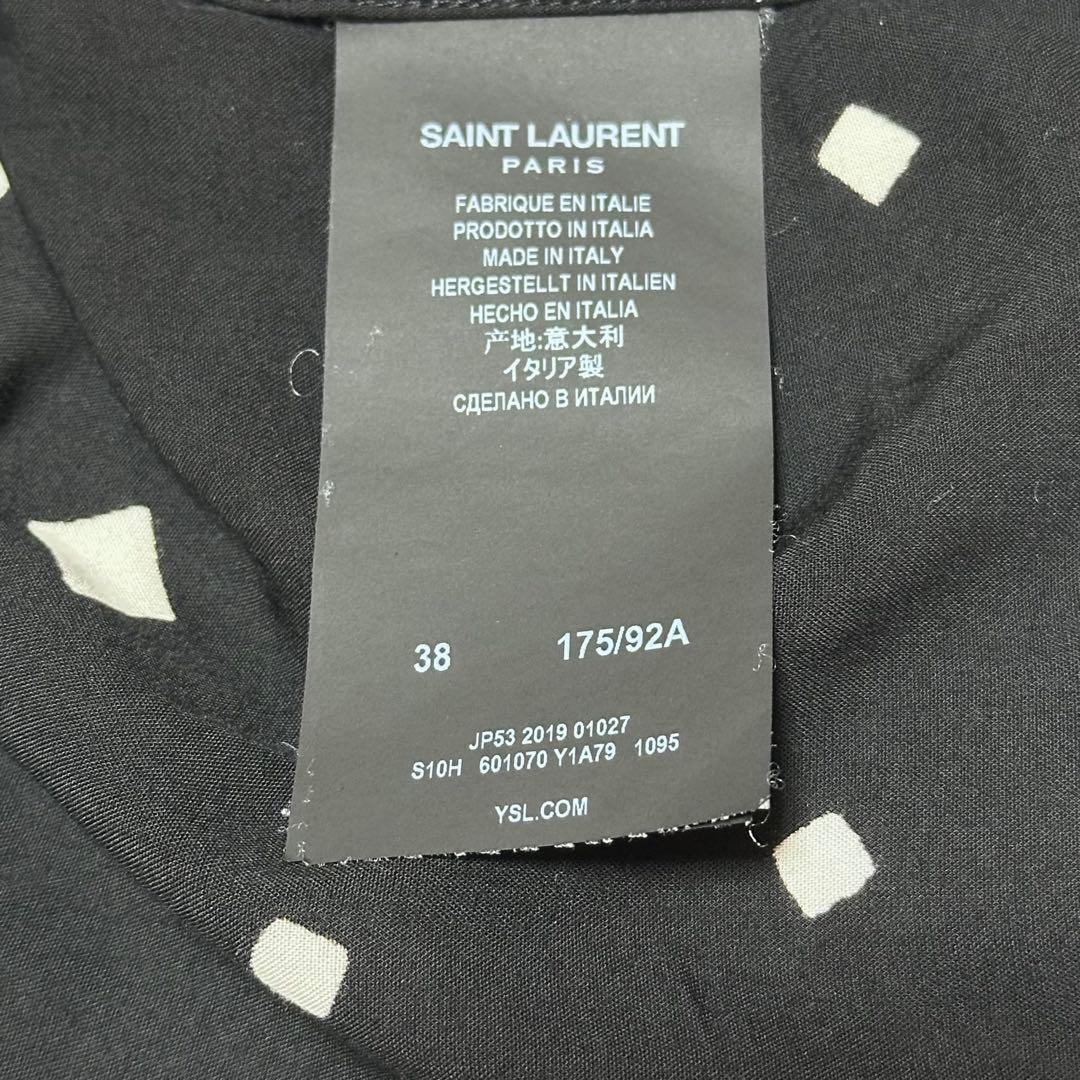 SAINT LAURENT
PARIS
FABRIQUE EN ITALIE
PRODOTTO IN ITALIA
MADE IN ITALY
HERGESTELLT IN ITALIEN
HECHO EN ITALIA
产地:意大利
イタリア製
СДЕЛАНО В ИТАЛИИ
38 175/92A
JP53 2019 01027
S10H 601070 Y1A79 1095
YSL.COM